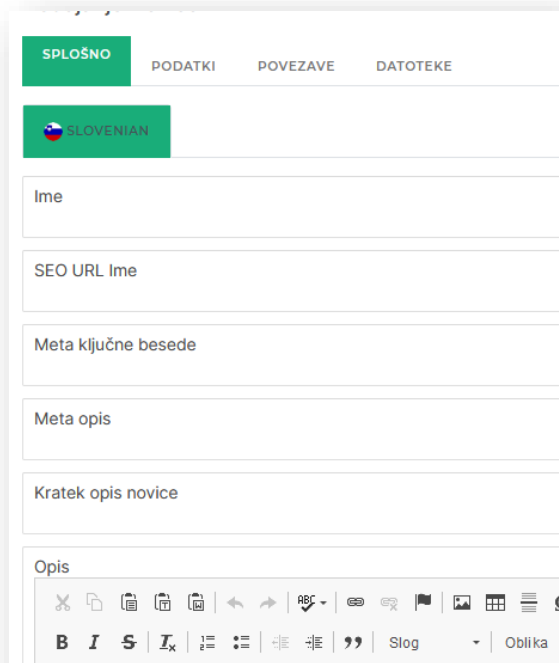 SPLOŠNO PODATKI POVEZAVE DATOTEKE
SLOVENIAN
Ime
SEO URL Ime
Meta ključne besede
Meta opis
Kratek opis novice
Opis
Slog Oblika